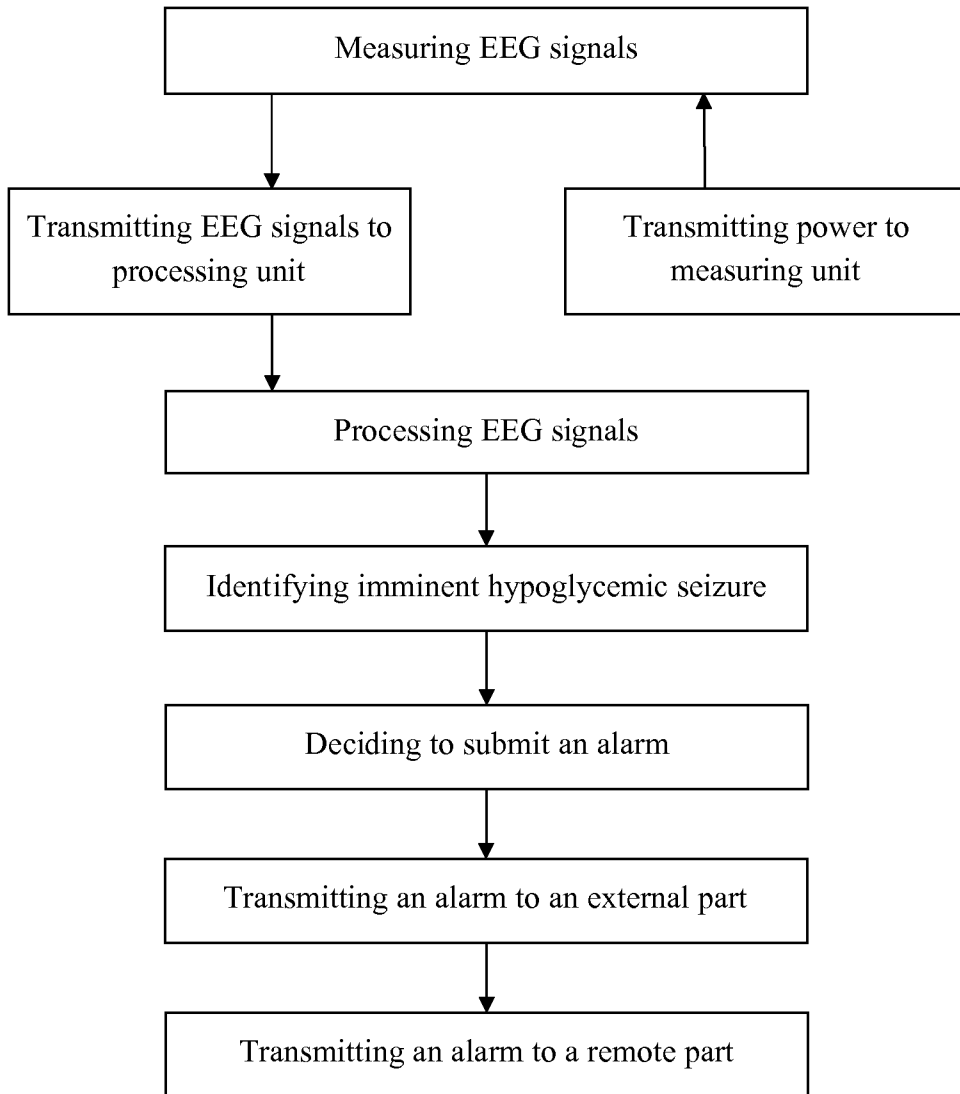 Measuring EEG signals
Transmitting EEG signals to
processing unit
Transmitting power to
measuring unit
Processing EEG signals
Identifying imminent hypoglycemic seizure
Deciding to submit an alarm
Transmitting an alarm to an external part
Transmitting an alarm to a remote part